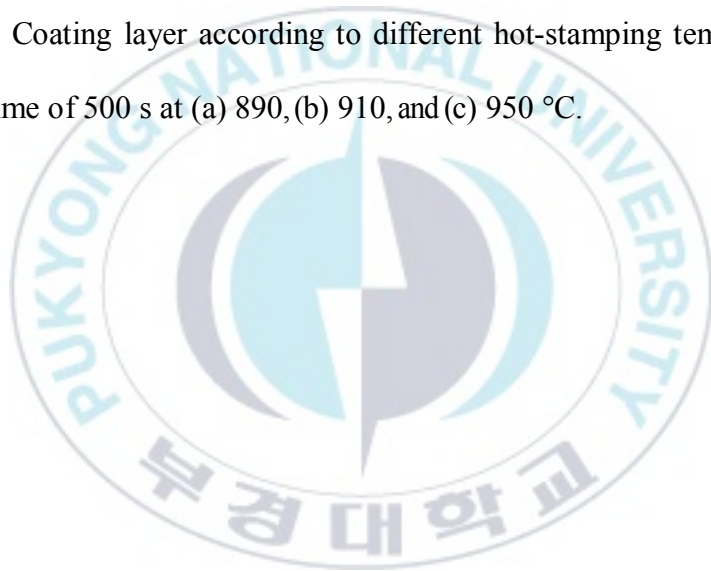 Coating layer according to different hot-stamping tem
me of 500 s at (a) 890, (b) 910, and (c) 950 °C.
PUKYONG NATIONAL UNIVERSITY
부경대학교